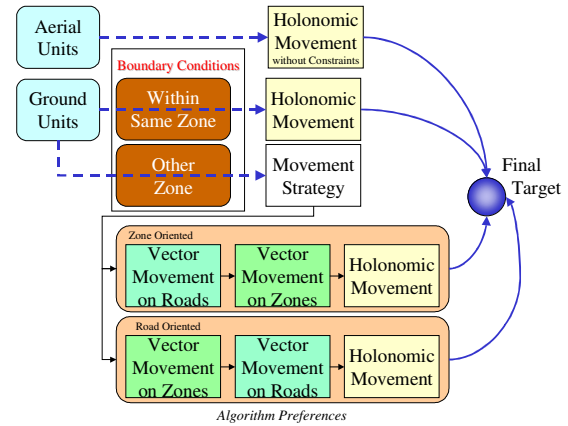 Aerial
Units
Holonomic
Movement
without Constraints
Boundary Conditions
Ground
Units
Within
Same Zone
Holonomic
Movement
Other
Zone
Movement
Strategy
Final
Target
Zone Oriented
Vector
Movement
on Roads
Vector
Movement
on Zones
Holonomic
Movement
Road Oriented
Vector
Movement
on Zones
Vector
Movement
on Roads
Holonomic
Movement
Algorithm Preferences